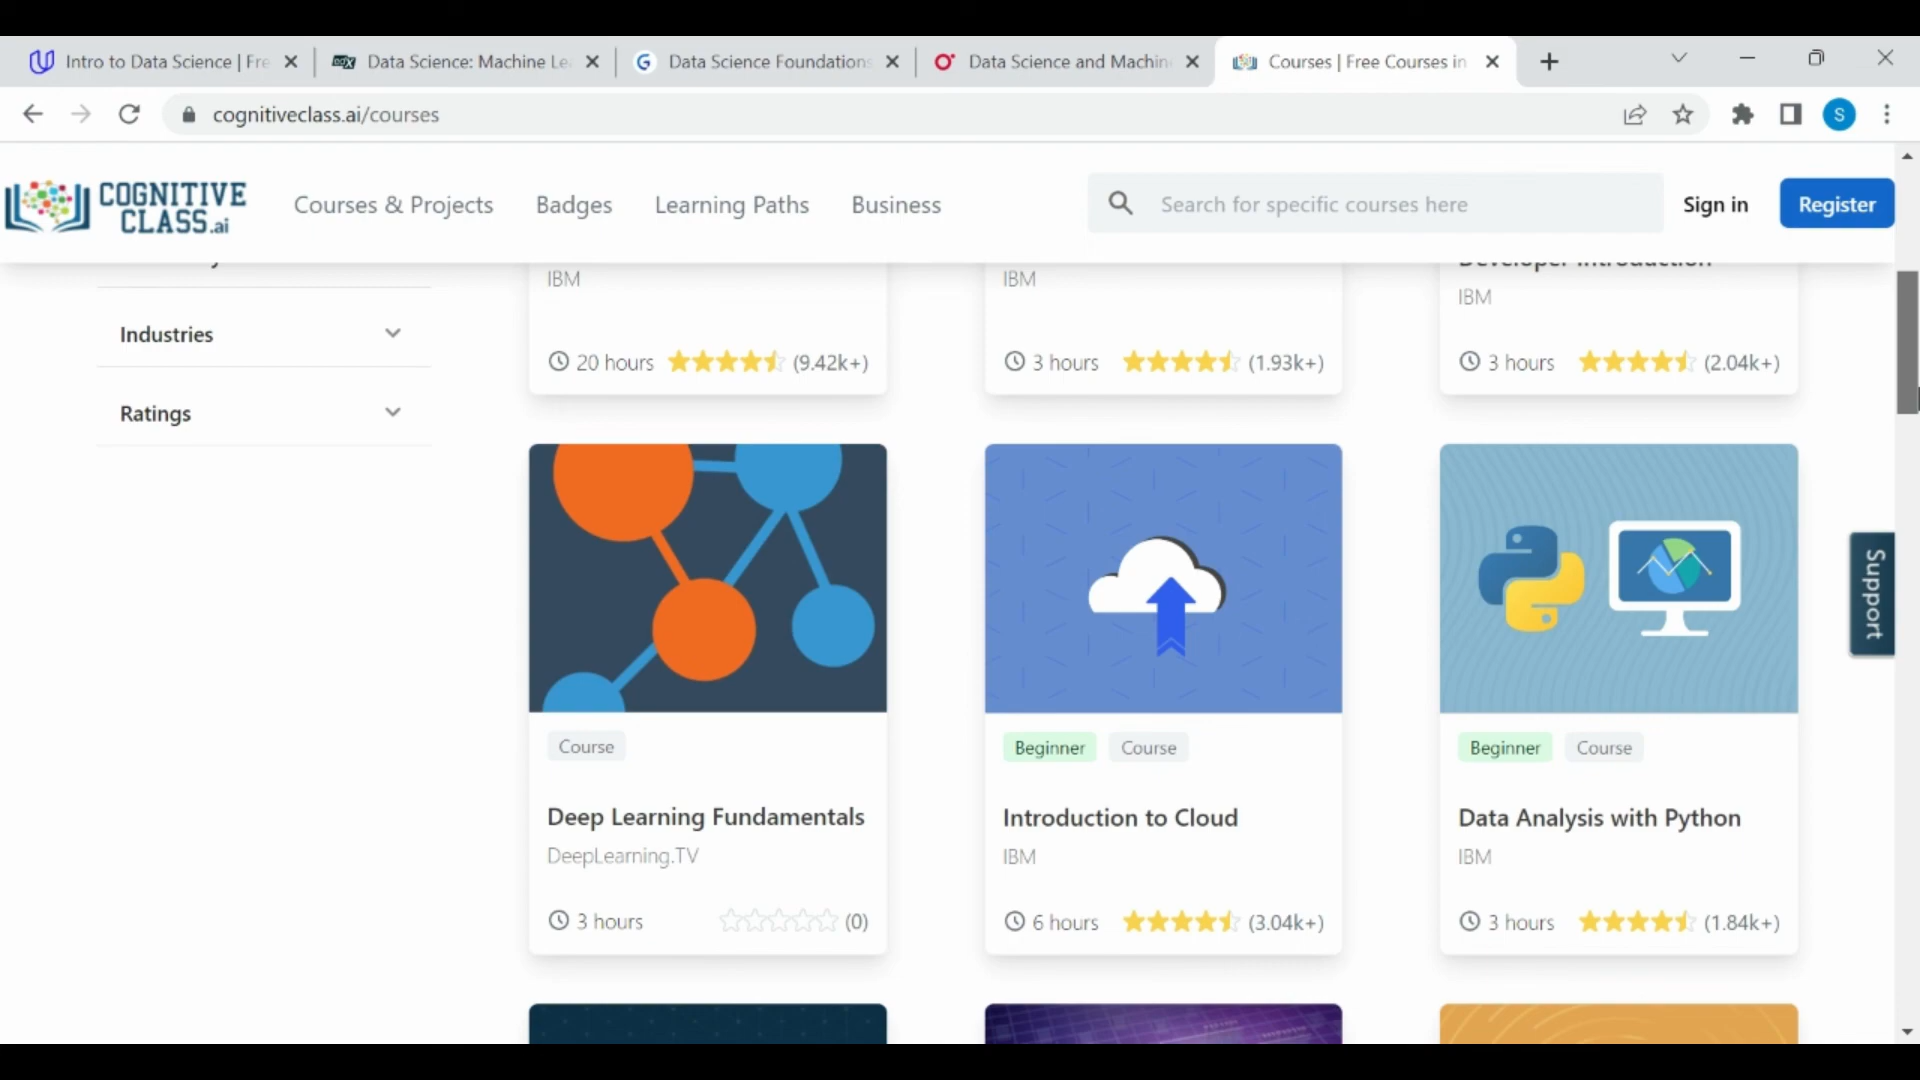 Intro to Data Science | Fre
edX
Data Science: Machine Le
G
Data Science Foundations
Data Science and Machin
Courses | Free Courses in
cognitiveclass.ai/courses
S
COGNITIVE
CLASS.ai
Courses & Projects
Badges
Learning Paths
Business
Search for specific courses here
Sign in
Register
Industries
Ratings
IBM
20 hours
(9.42k+)
IBM
3 hours
(1.93k+)
Developer Introduction
IBM
3 hours
(2.04k+)
Course
Deep Learning Fundamentals
DeepLearning.TV
3 hours
(0)
Beginner
Course
Introduction to Cloud
IBM
6 hours
(3.04k+)
Beginner
Course
Data Analysis with Python
IBM
3 hours
(1.84k+)
Support